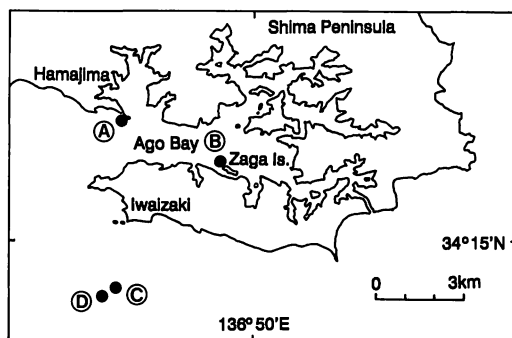 Shima Peninsula
Hamajima
A
Ago Bay
B
Zaga Is.
Iwaizaki
34°15'N
D
C
0 3km
136°50'E